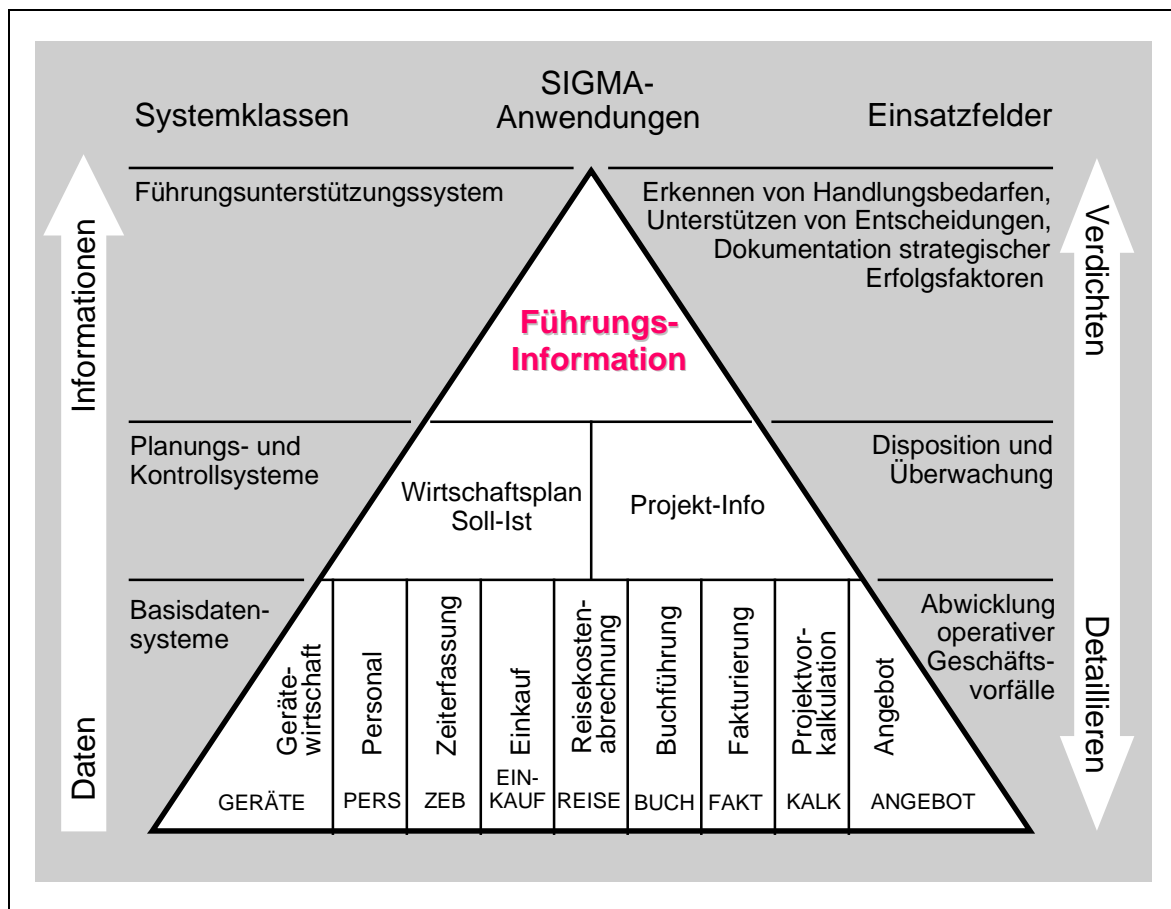 Systemklassen
SIGMA-
Anwendungen
Einsatzfelder
Führungsunterstützungssystem
Erkennen von Handlungsbedarfen,
Unterstützen von Entscheidungen,
Dokumentation strategischer
Erfolgsfaktoren
Führungs-
Information
Informationen
Verdichten
Planungs- und
Kontrollsysteme
Wirtschaftsplan
Soll-Ist
Projekt-Info
Disposition und
Überwachung
Basisdaten-
systeme
Abwicklung
operativer
Geschäfts-
vorfälle
Daten
Detaillieren
Geräte-
wirtschaft
Personal
Zeiterfassung
Einkauf
Reisekosten-
abrechnung
Buchführung
Fakturierung
Projektvor-
kalkulation
Angebot
GERÄTE
PERS
ZEB
EIN-
KAUF
REISE
BUCH
FAKT
KALK
ANGEBOT